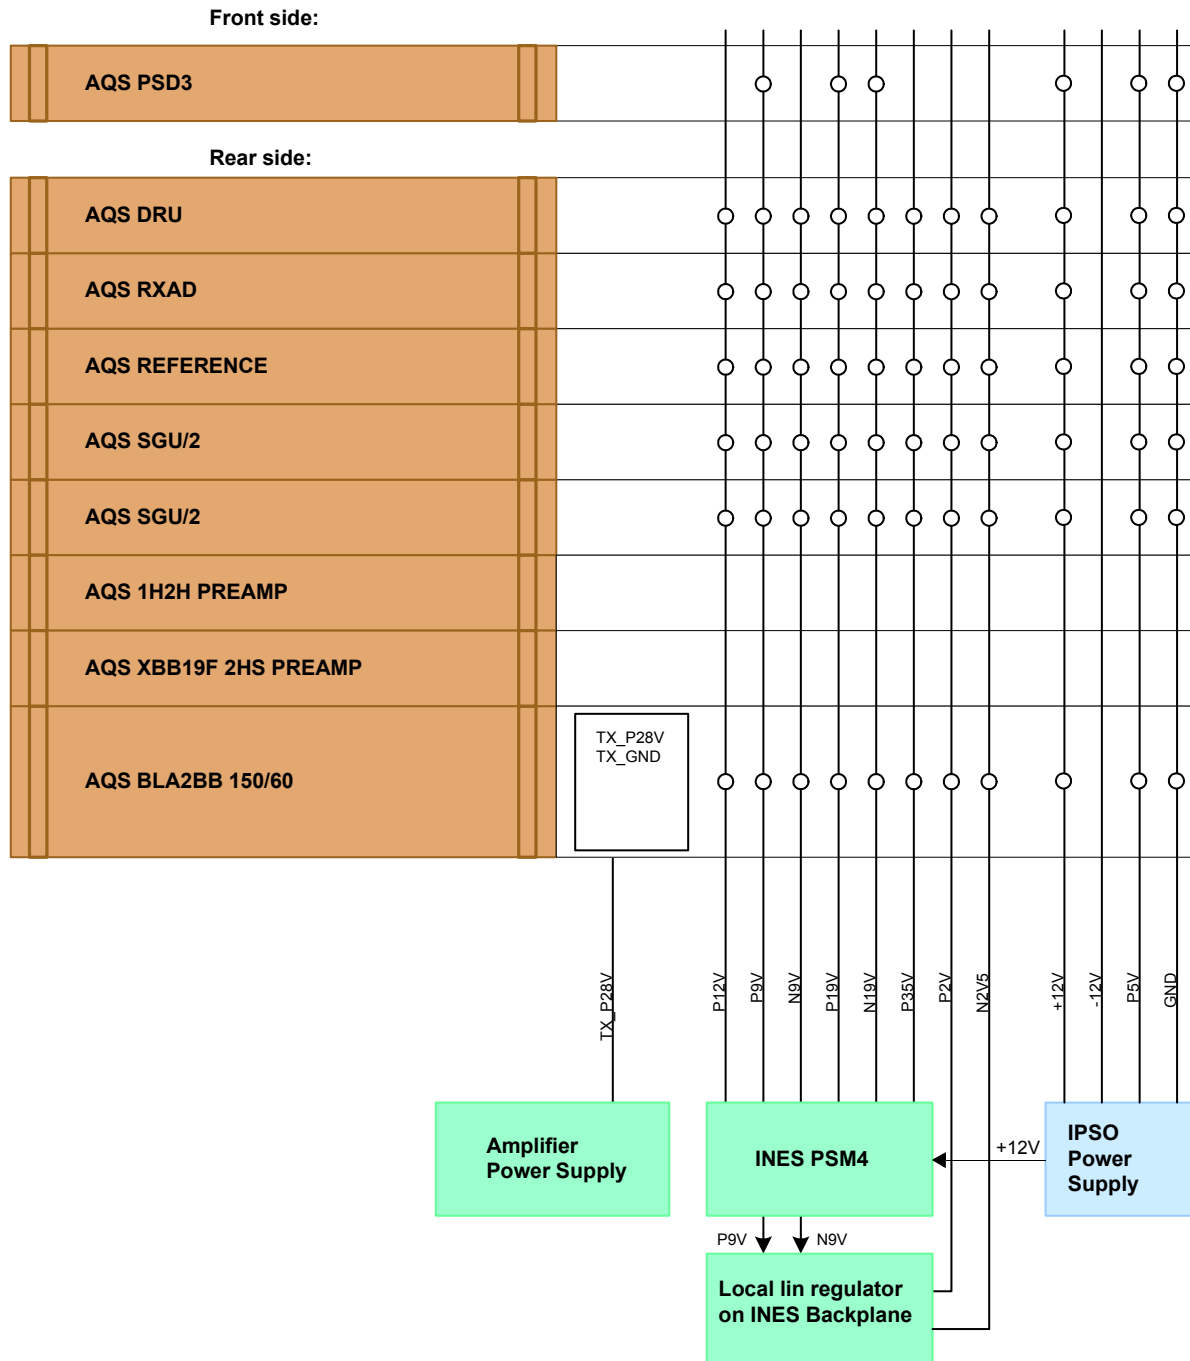 Front side:
AQS PSD3
Rear side:
AQS DRU
AQS RXAD
AQS REFERENCE
AQS SGU/2
AQS SGU/2
AQS 1H2H PREAMP
AQS XBB19F 2HS PREAMP
AQS BLA2BB 150/60
TX_P28V
TX_GND
TX_P28V
P12V
P9V
N9V
P19V
N19V
P35V
P2V
N2V5
+12V
-12V
P5V
GND
Amplifier
Power Supply
INES PSM4
+12V
IPSO
Power
Supply
P9V
N9V
Local lin regulator
on INES Backplane